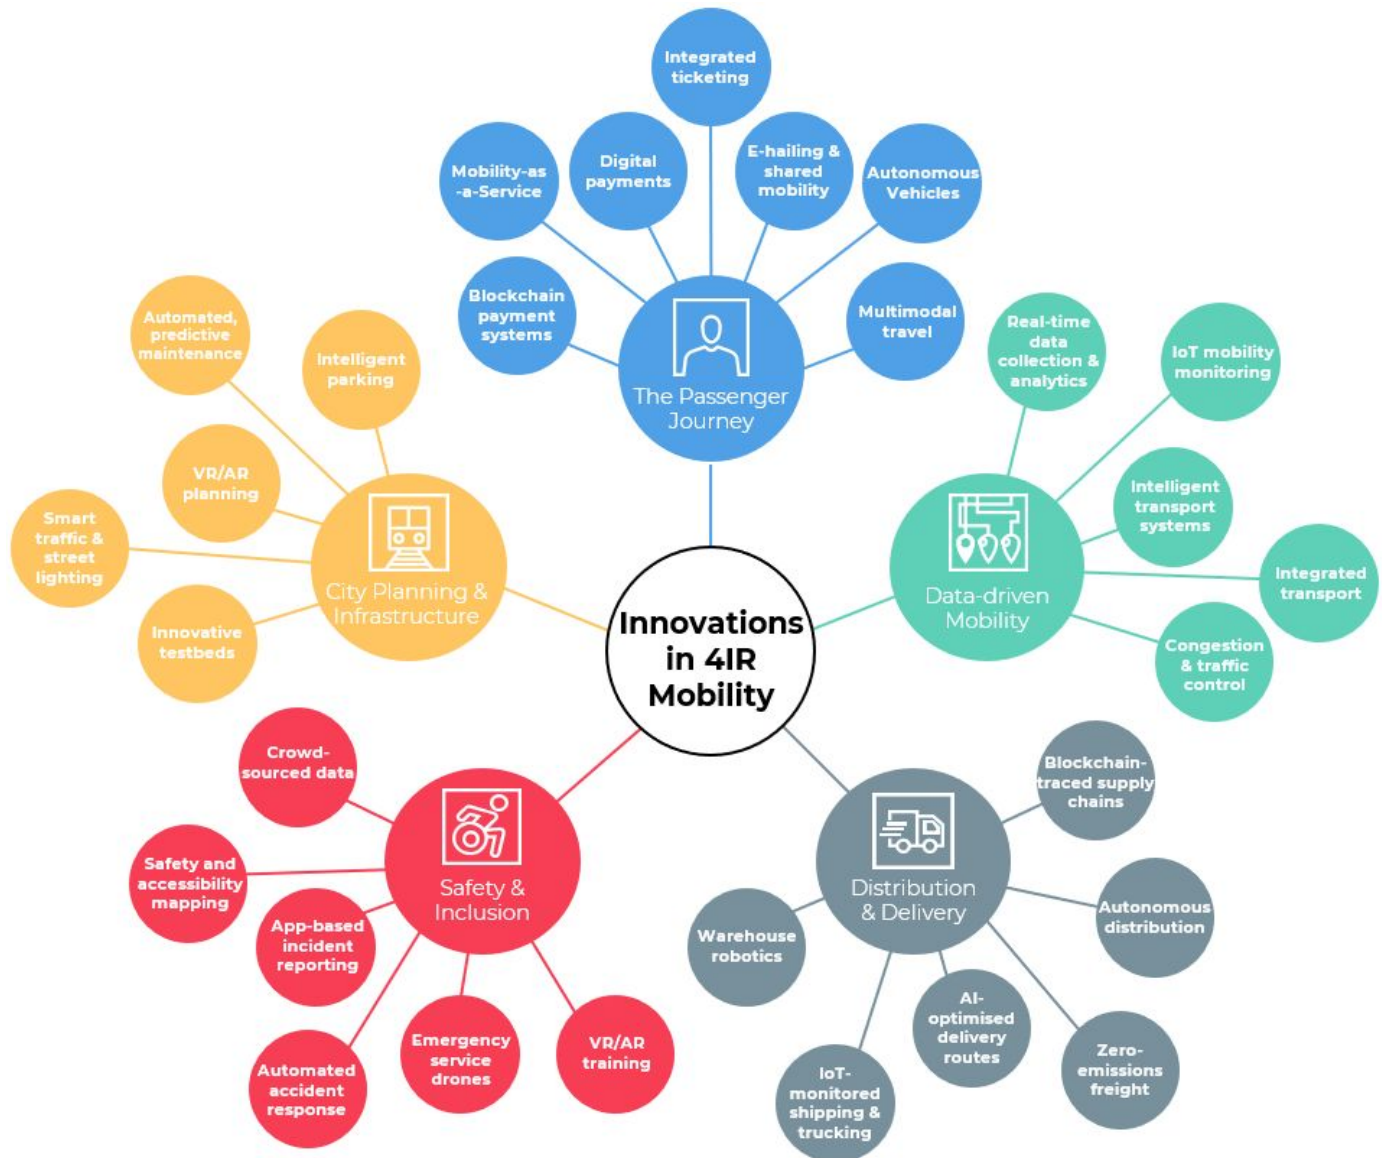 Integrated
ticketing
Mobility-as
-a-Service
Digital
payments
E-hailing &
shared
mobility
Autonomous
Vehicles
Blockchain
payment
systems
Multimodal
travel
The Passenger
Journey
Automated,
predictive
maintenance
Intelligent
parking
VR/AR
planning
Smart
traffic &
street
lighting
Innovative
testbeds
City Planning &
Infrastructure
Real-time
data
collection &
analytics
IoT mobility
monitoring
Intelligent
transport
systems
Integrated
transport
Congestion
& traffic
control
Data-driven
Mobility
Innovations
in 4IR
Mobility
Crowd-
sourced data
Safety and
accessibility
mapping
App-based
incident
reporting
Automated
accident
response
Emergency
service
drones
VR/AR
training
Safety &
Inclusion
Blockchain-
traced supply
chains
Autonomous
distribution
Distribution
& Delivery
Warehouse
robotics
AI-
optimised
delivery
routes
Zero-
emissions
freight
IoT-
monitored
shipping &
trucking